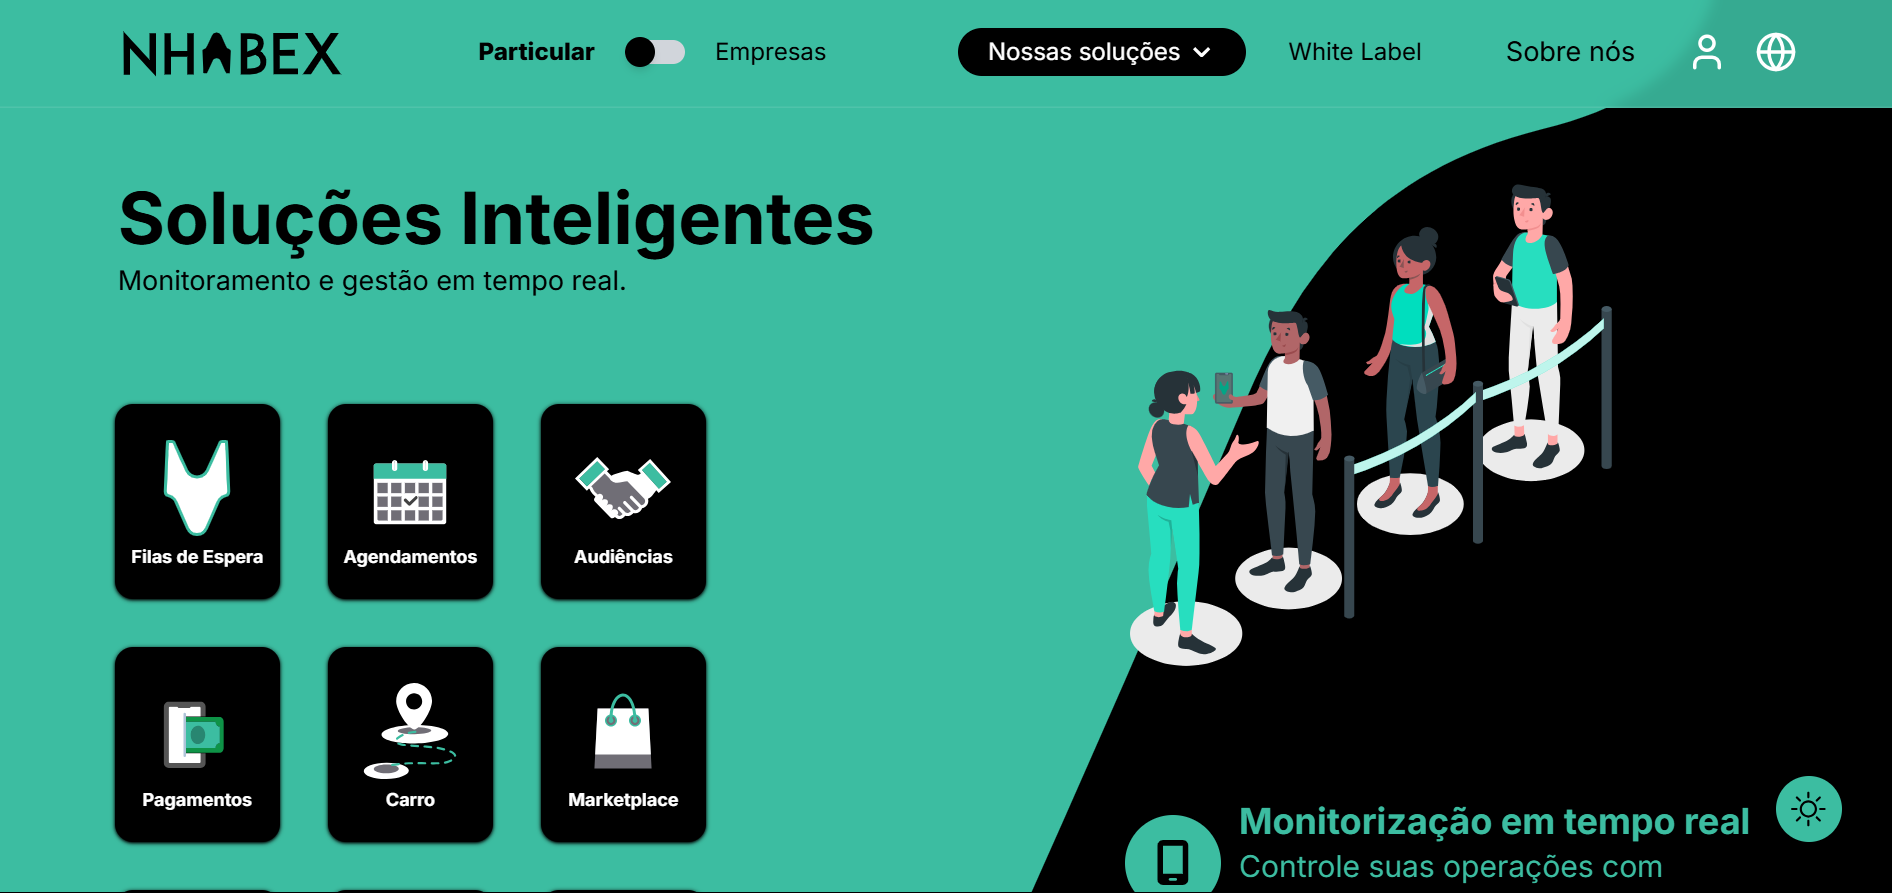 NHABEX
Particular
Empresas
Nossas soluções
White Label
Sobre nós
Soluções Inteligentes
Monitoramento e gestão em tempo real.
Filas de Espera
Agendamentos
Audiências
Pagamentos
Carro
Marketplace
Monitorização em tempo real
Controle suas operações com